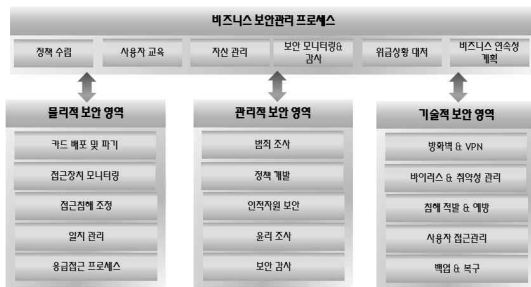 비즈니스 보안관리 프로세스
정책 수립
사용자 교육
자산 관리
보안 모니터링&
감사
위급상황 대처
비즈니스 연속성
계획
물리적 보안 영역
카드 배포 및 파기
접근장치 모니터링
접근침해 조정
일지 관리
응급접근 프로세스
관리적 보안 영역
범죄 조사
정책 개발
인적자원 보안
윤리 조사
보안 감사
기술적 보안 영역
방화벽 & VPN
바이러스 & 취약성 관리
침해 적발 & 예방
사용자 접근관리
백업 & 복구